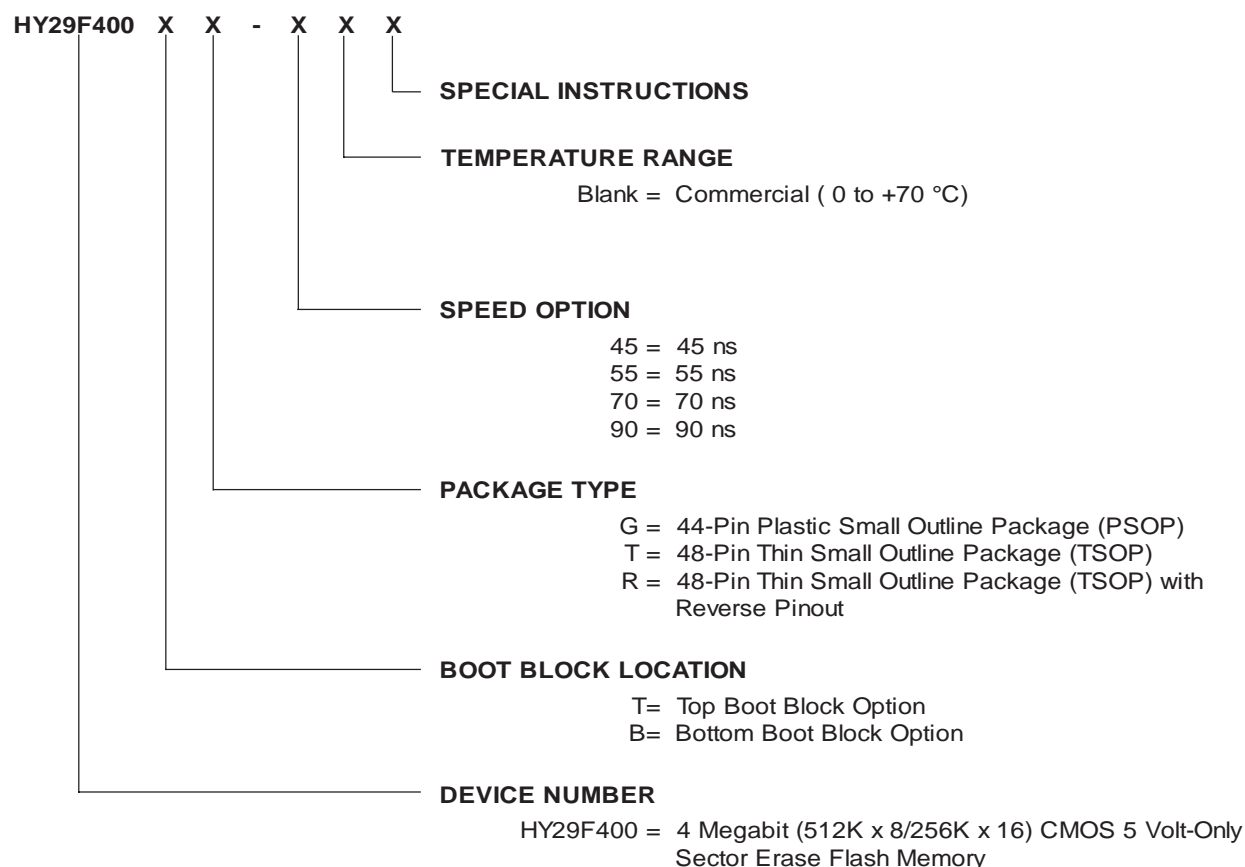 HY29F400 X X - X X X
SPECIAL INSTRUCTIONS
TEMPERATURE RANGE
Blank = Commercial ( 0 to +70 °C)
SPEED OPTION
45 = 45 ns
55 = 55 ns
70 = 70 ns
90 = 90 ns
PACKAGE TYPE
G = 44-Pin Plastic Small Outline Package (PSOP)
T = 48-Pin Thin Small Outline Package (TSOP)
R = 48-Pin Thin Small Outline Package (TSOP) with
Reverse Pinout
BOOT BLOCK LOCATION
T= Top Boot Block Option
B= Bottom Boot Block Option
DEVICE NUMBER
HY29F400 = 4 Megabit (512K x 8/256K x 16) CMOS 5 Volt-Only
Sector Erase Flash Memory